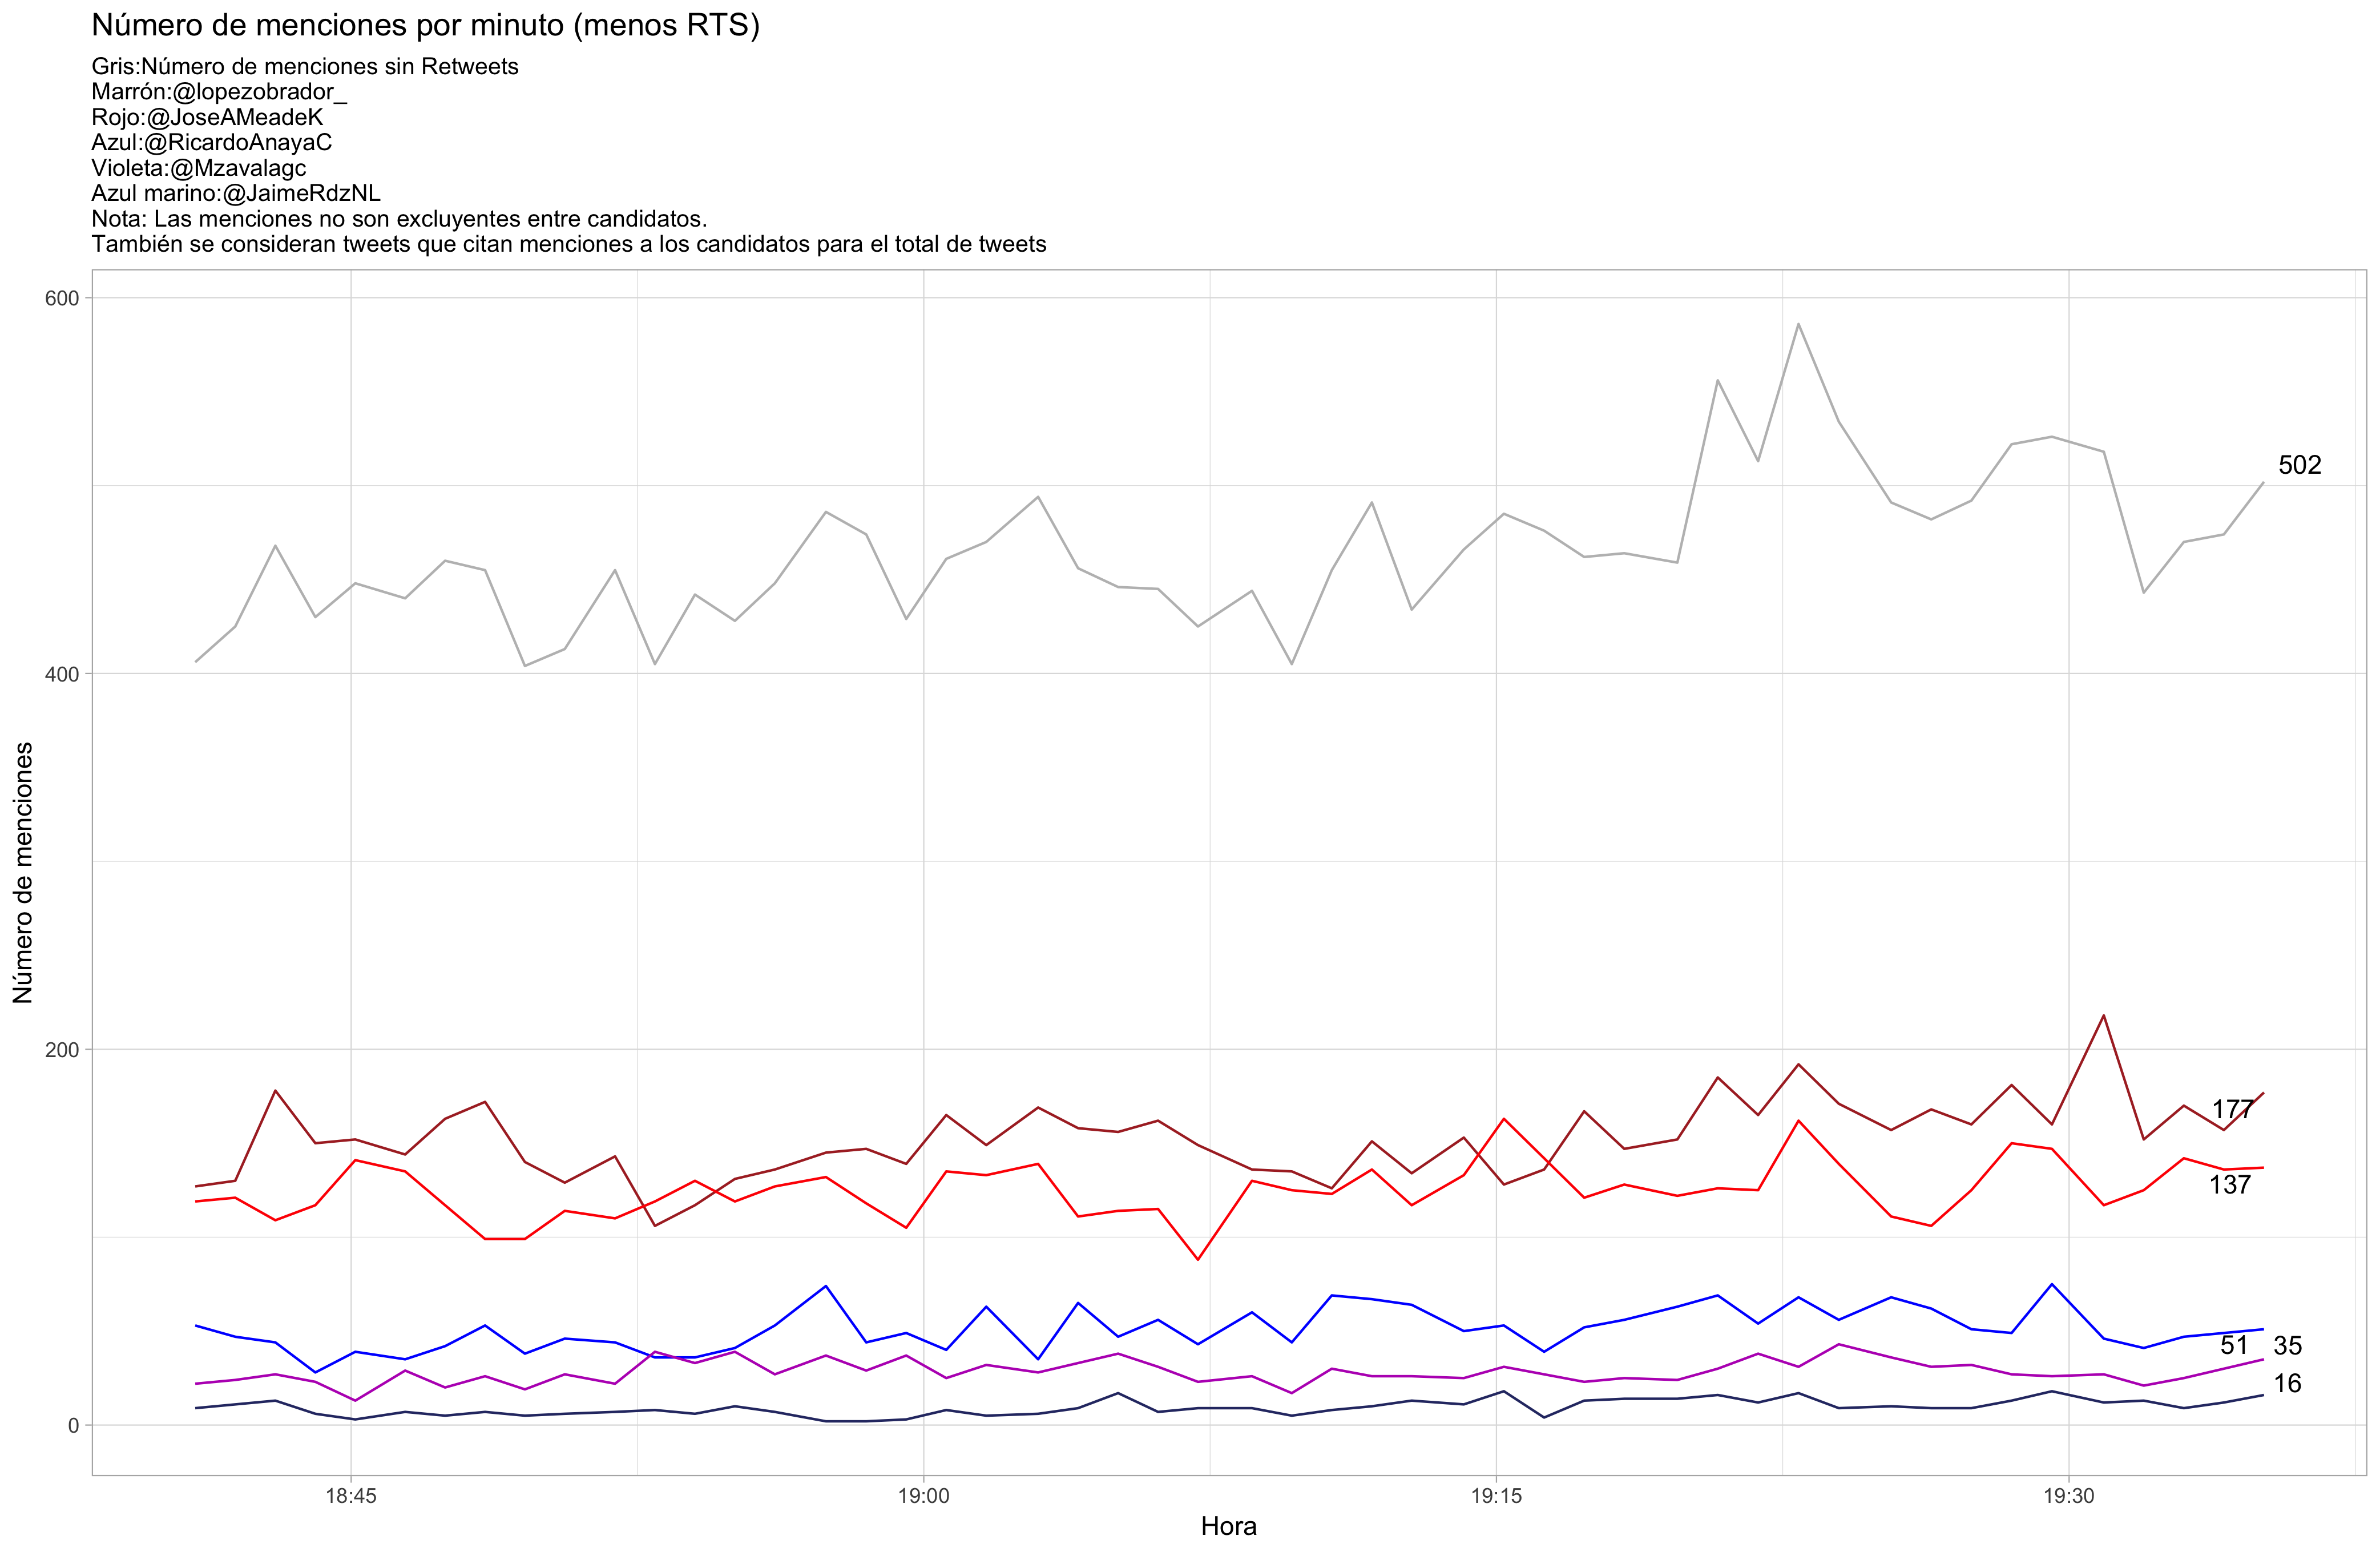 Número de menciones por minuto (menos RTS)
Gris:Número de menciones sin Retweets
Marrón:@lopezobrador_
Rojo:@JoseAMeadeK
Azul:@RicardoAnayaC
Violeta:@Mzavalagc
Azul marino:@JaimeRdzNL
Nota: Las menciones no son excluyentes entre candidatos.
También se consideran tweets que citan menciones a los candidatos para el total de tweets
600
502
400
Número de menciones
200
177
137
51
35
16
0
18:45
19:00
19:15
19:30
Hora